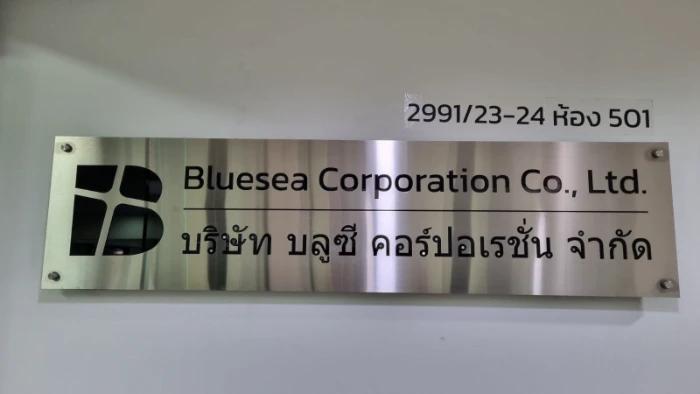 2991/23-24 ห้อง 501
Bluesea Corporation Co., Ltd.
บริษัท บลูซี คอร์ปอเรชั่น จำกัด